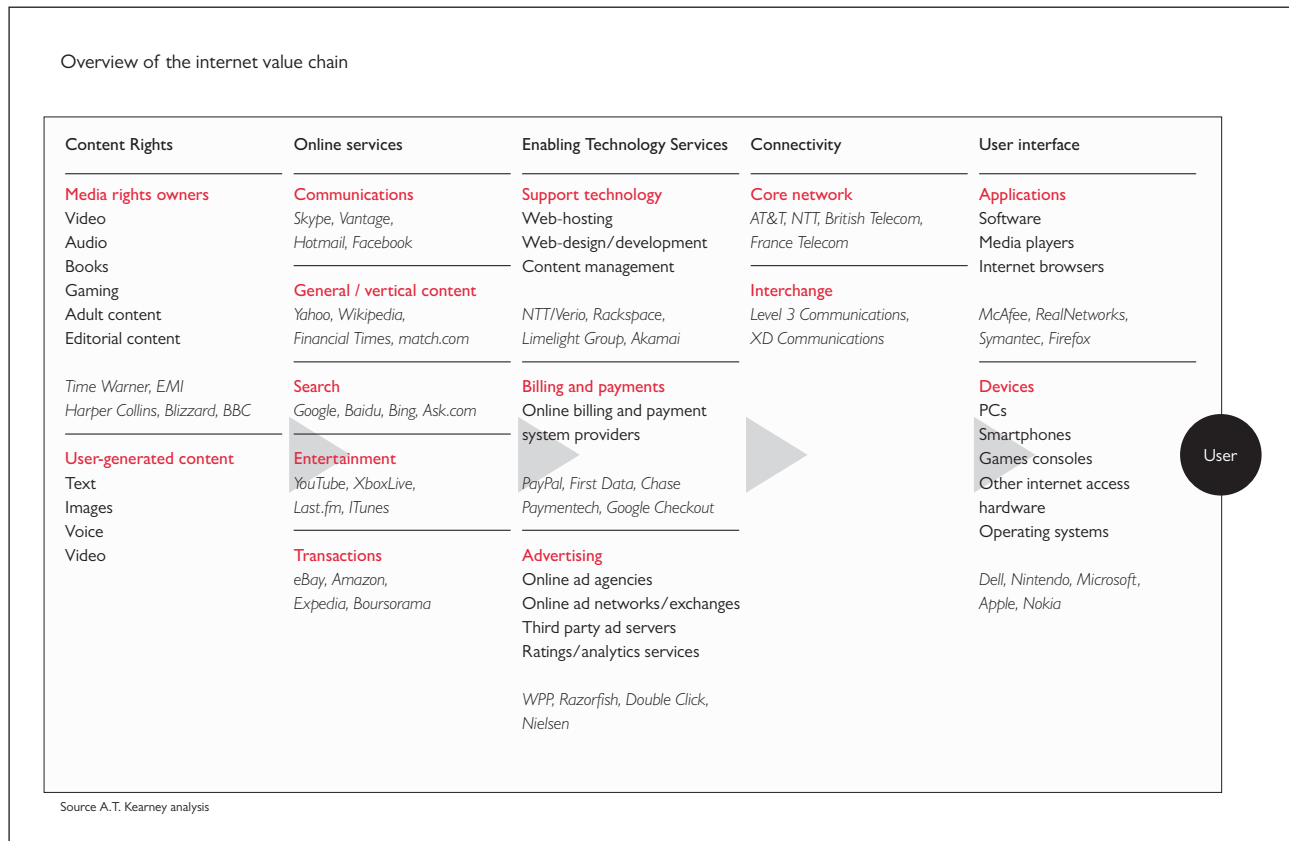 Overview of the internet value chain
Content Rights
Media rights owners
Video
Audio
Books
Gaming
Adult content
Editorial content
Time Warner, EMI
Harper Collins, Blizzard, BBC
User-generated content
Text
Images
Voice
Video
Online services
Communications
Skype, Vantage,
Hotmail, Facebook
General / vertical content
Yahoo, Wikipedia,
Financial Times, match.com
Search
Google, Baidu, Bing, Ask.com
Entertainment
YouTube, XboxLive,
Last.fm, ITunes
Transactions
eBay, Amazon,
Expedia, Boursorama
Enabling Technology Services
Support technology
Web-hosting
Web-design/development
Content management
NTT/Verio, Rackspace,
Limelight Group, Akamai
Billing and payments
Online billing and payment
system providers
PayPal, First Data, Chase
Paymentech, Google Checkout
Advertising
Online ad agencies
Online ad networks/exchanges
Third party ad servers
Ratings/analytics services
WPP, Razorfish, Double Click,
Nielsen
Connectivity
Core network
AT&T, NTT, British Telecom,
France Telecom
Interchange
Level 3 Communications,
XD Communications
User interface
Applications
Software
Media players
Internet browsers
McAfee, RealNetworks,
Symantec, Firefox
Devices
PCs
Smartphones
Games consoles
Other internet access
hardware
Operating systems
Dell, Nintendo, Microsoft,
Apple, Nokia
User
Source A.T. Kearney analysis